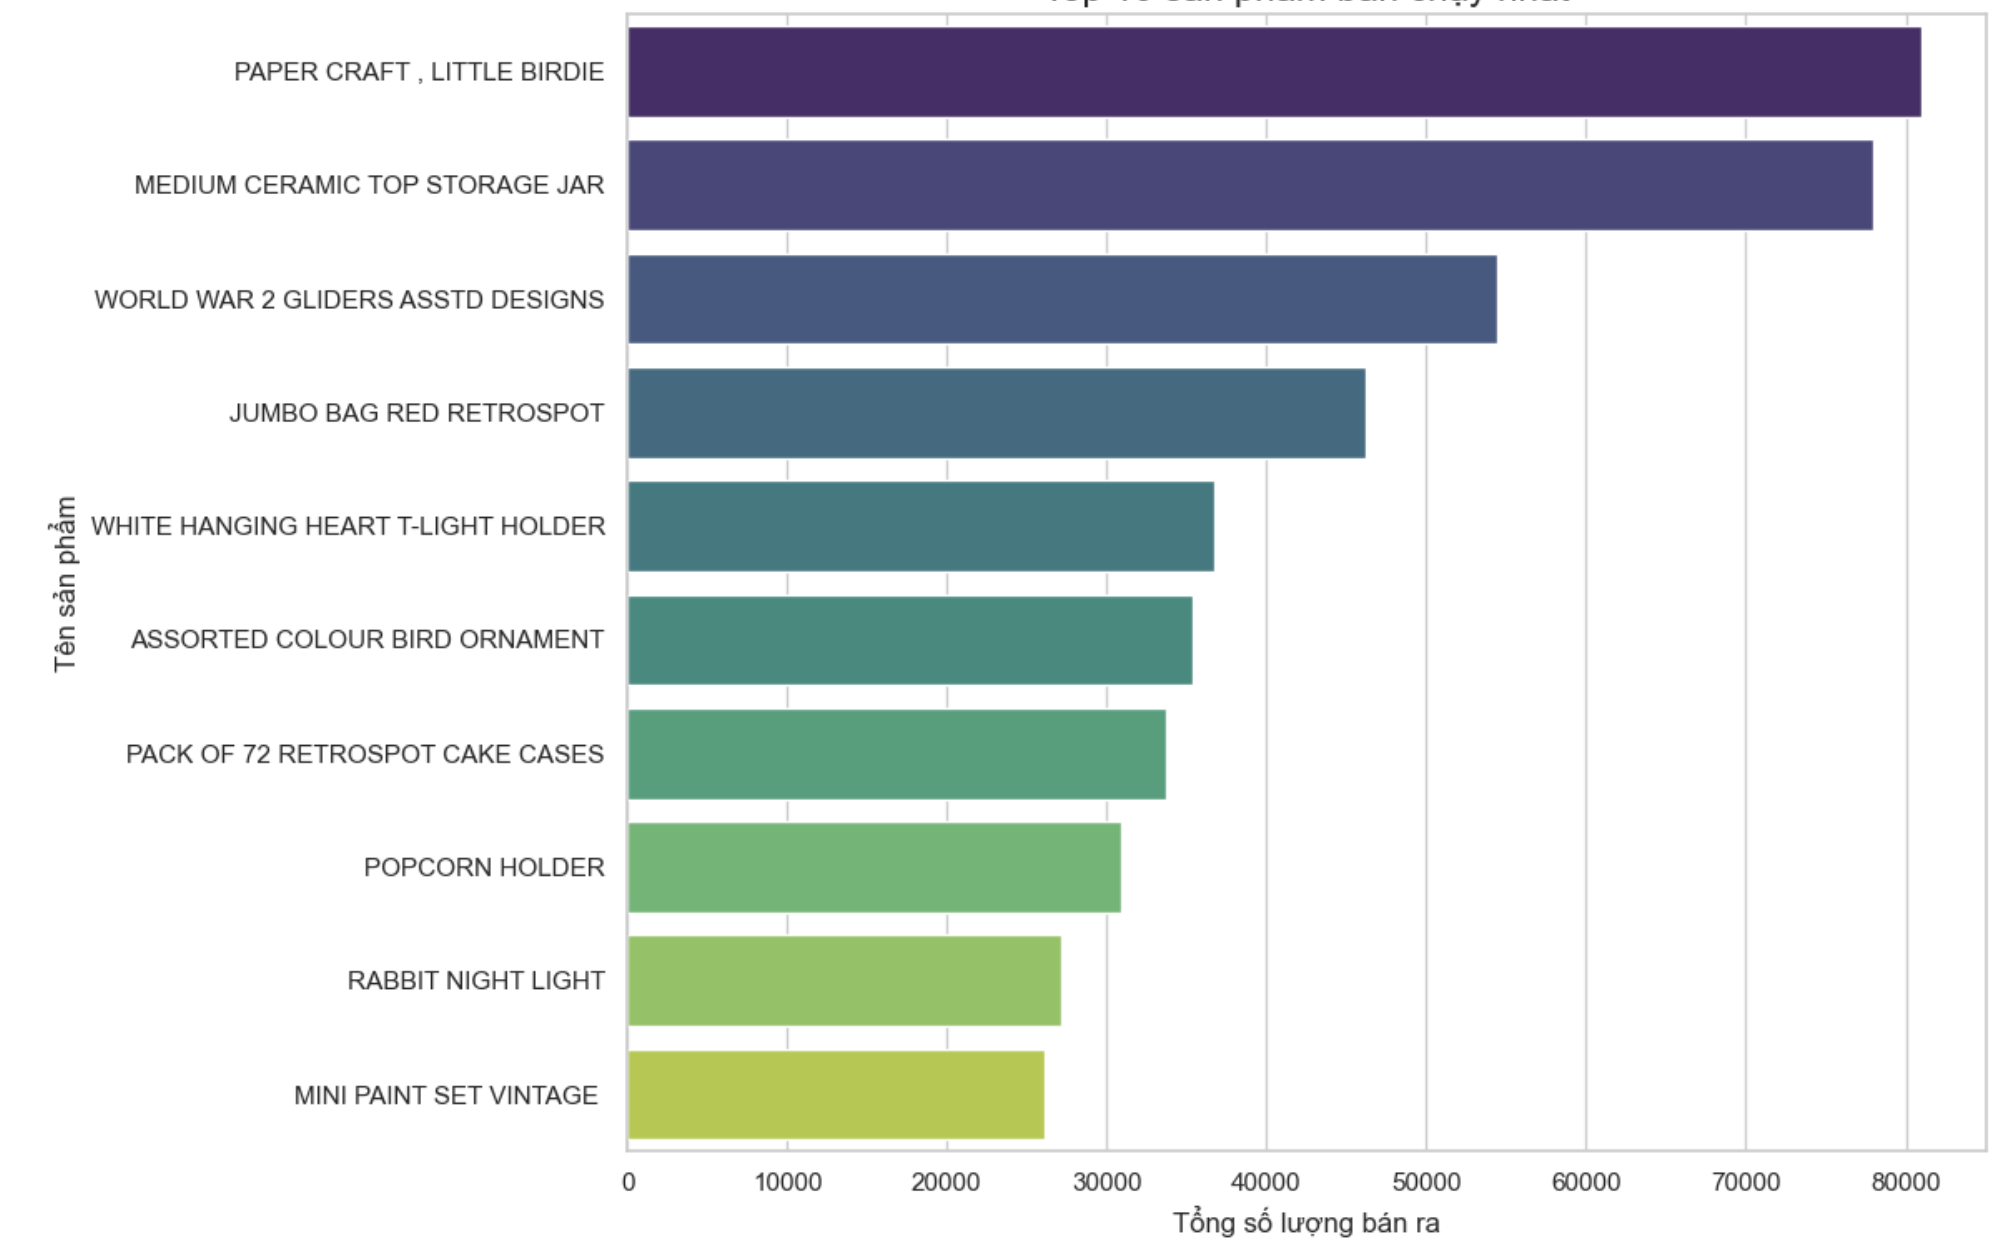 PAPER CRAFT , LITTLE BIRDIE
MEDIUM CERAMIC TOP STORAGE JAR
WORLD WAR 2 GLIDERS ASSTD DESIGNS
JUMBO BAG RED RETROSPOT
WHITE HANGING HEART T-LIGHT HOLDER
ASSORTED COLOUR BIRD ORNAMENT
PACK OF 72 RETROSPOT CAKE CASES
POPCORN HOLDER
RABBIT NIGHT LIGHT
MINI PAINT SET VINTAGE
Tên sản phẩm
0 10000 20000 30000 40000 50000 60000 70000 80000
Tổng số lượng bán ra